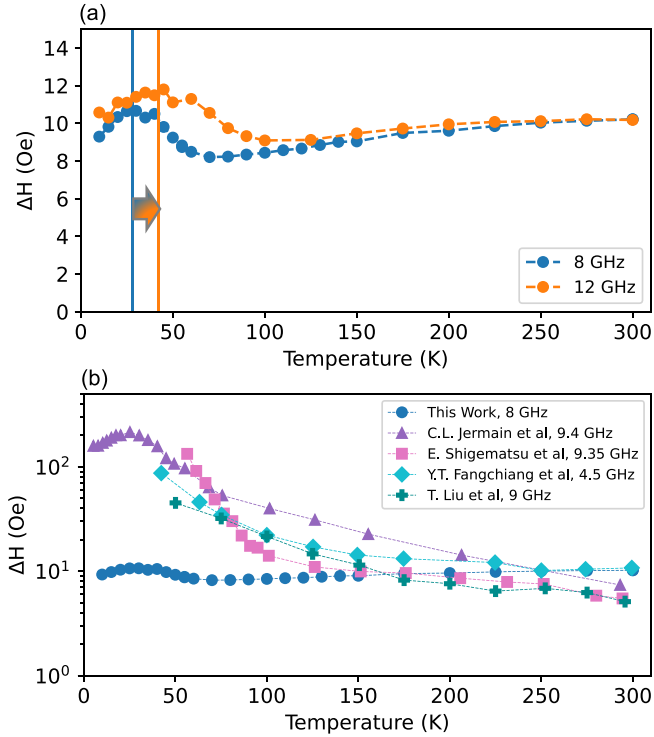 (a)
14
12
10
8
6
4
2
0
ΔH (Oe)
8 GHz
12 GHz
0 50 100 150 200 250 300
Temperature (K)
(b)
10²
10¹
10⁰
ΔH (Oe)
This Work, 8 GHz
C.L. Jermain et al, 9.4 GHz
E. Shigematsu et al, 9.35 GHz
Y.T. Fangchiang et al, 4.5 GHz
T. Liu et al, 9 GHz
0 50 100 150 200 250 300
Temperature (K)